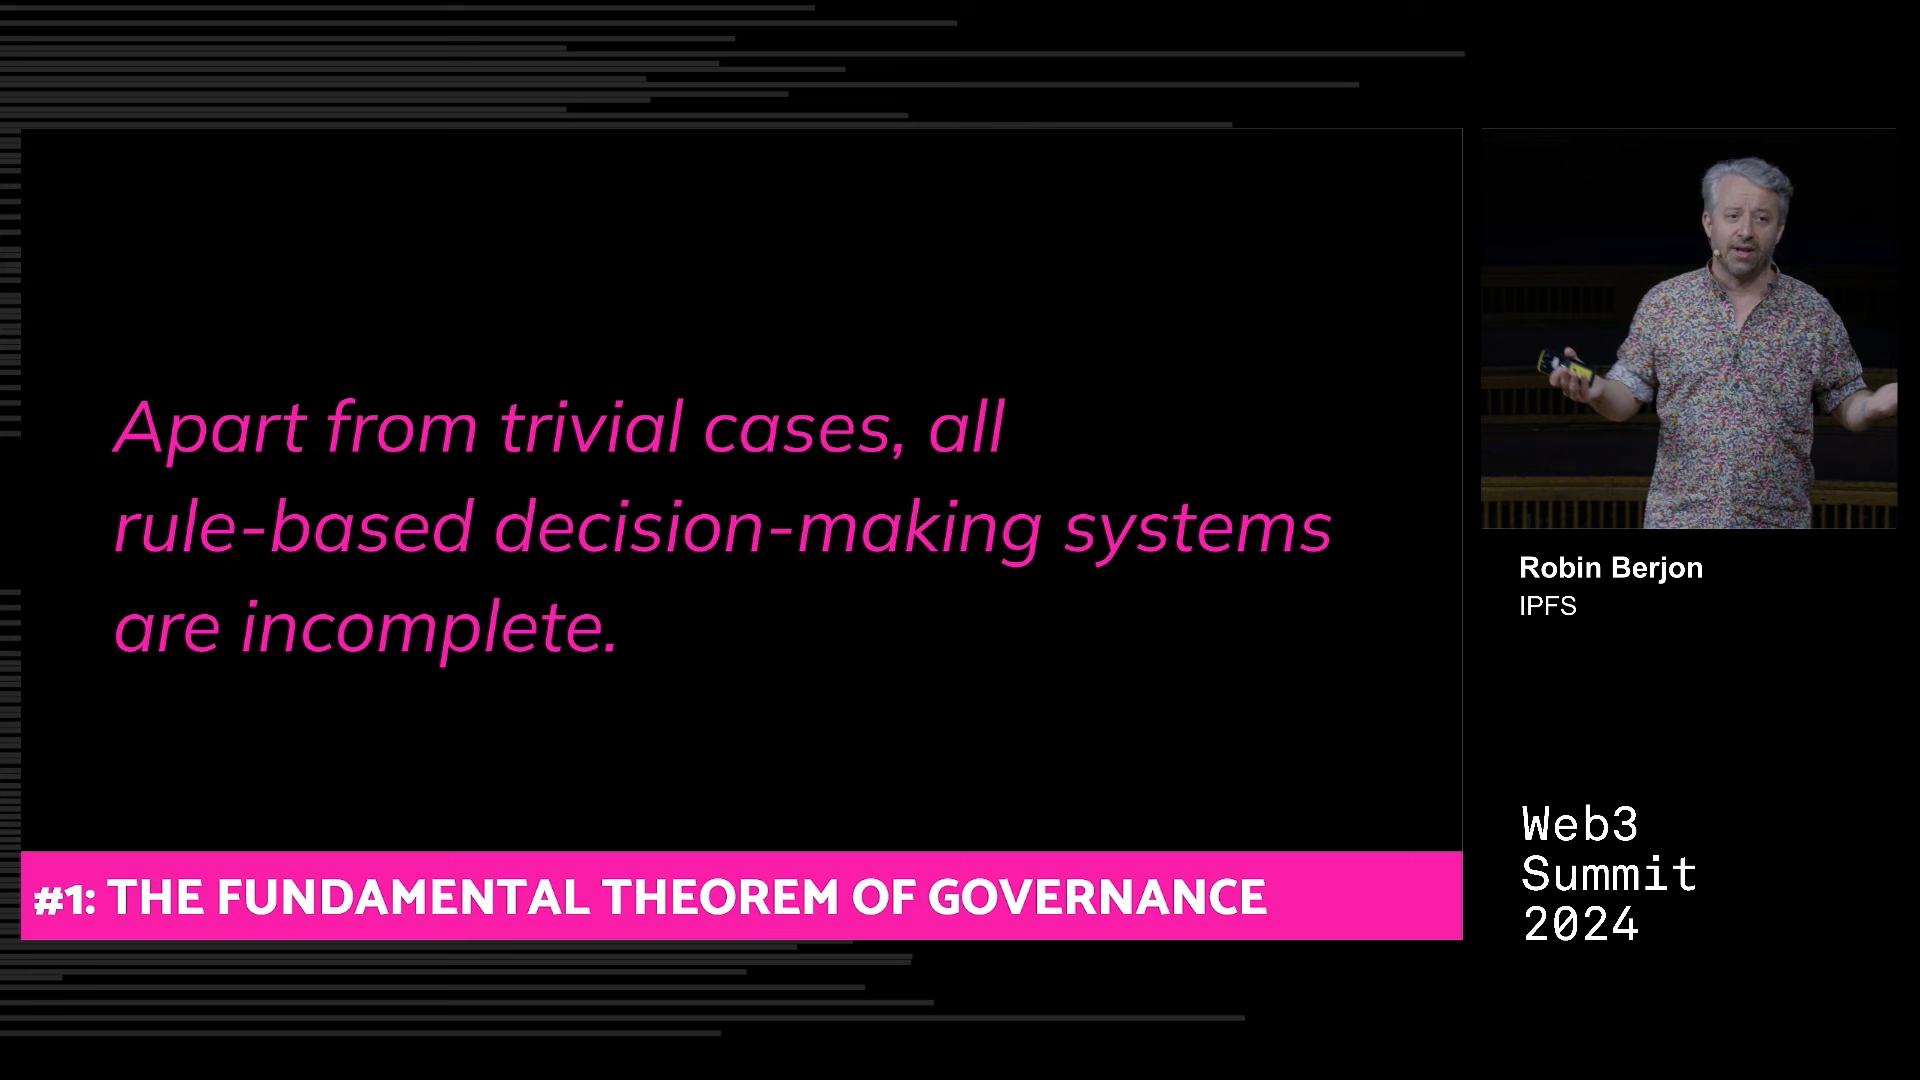 Apart from trivial cases, all
rule-based decision-making systems
are incomplete.
#1: THE FUNDAMENTAL THEOREM OF GOVERNANCE
Robin Berjon
IPFS
Web3
Summit
2024